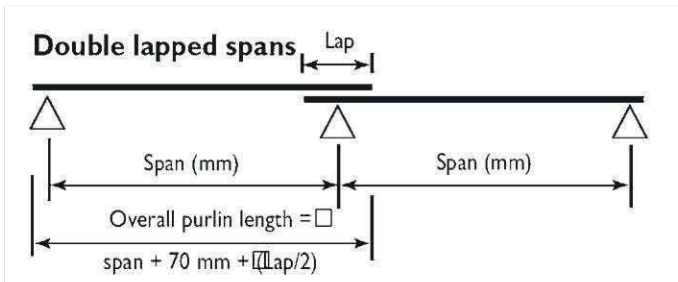 Double lapped spans
Lap
Span (mm)
Span (mm)
Overall purlin length =
span + 70 mm + (Lap/2)